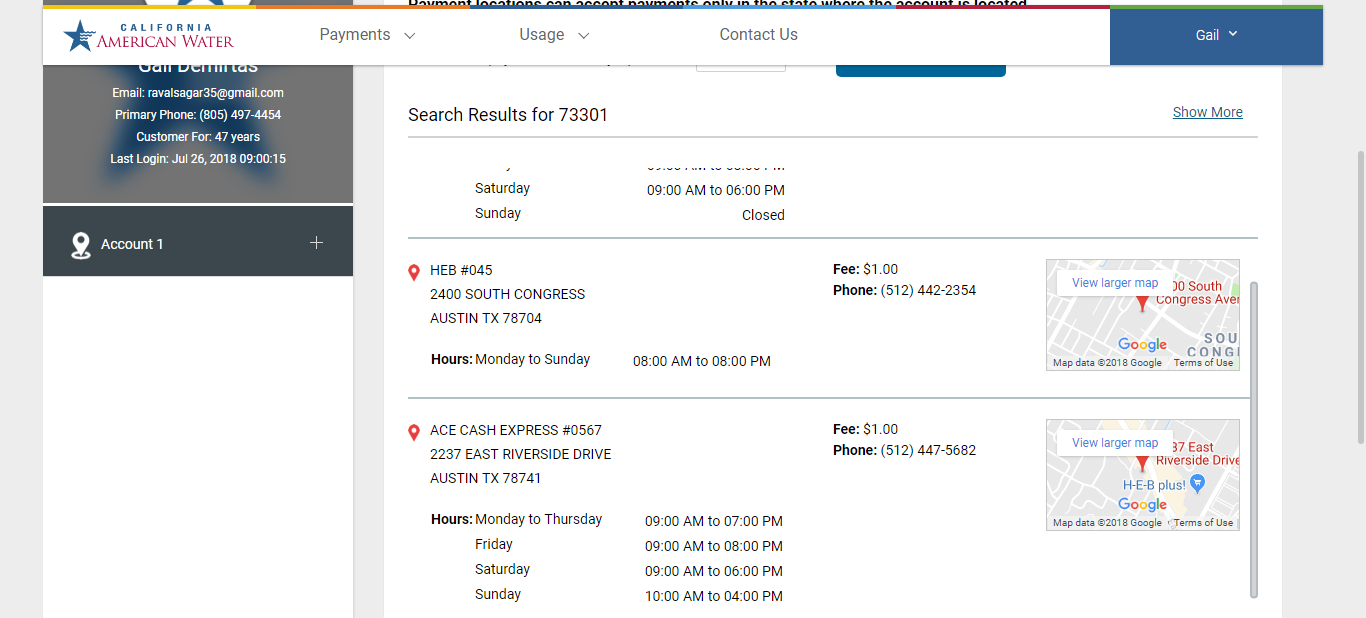 Payment locations can accept payments only in the state where the account is located.
CALIFORNIA
AMERICAN WATER
Payments
Usage
Contact Us
Gail
Gail Demirtas
Email: ravalsagar35@gmail.com
Primary Phone: (805) 497-4454
Customer For: 47 years
Last Login: Jul 26, 2018 09:00:15
Account 1
Search Results for 73301
Show More
Saturday 09:00 AM to 06:00 PM
Sunday Closed
HEB #045
2400 SOUTH CONGRESS
AUSTIN TX 78704
Hours: Monday to Sunday 08:00 AM to 08:00 PM
Fee: $1.00
Phone: (512) 442-2354
View larger map
00 South
Congress Aver
SOU
CONG
Google
Map data ©2018 Google Terms of Use
ACE CASH EXPRESS #0567
2237 EAST RIVERSIDE DRIVE
AUSTIN TX 78741
Hours: Monday to Thursday 09:00 AM to 07:00 PM
Friday 09:00 AM to 08:00 PM
Saturday 09:00 AM to 06:00 PM
Sunday 10:00 AM to 04:00 PM
Fee: $1.00
Phone: (512) 447-5682
View larger map
37 East
Riverside Drive
H-E-B plus!
Google
Map data ©2018 Google Terms of Use